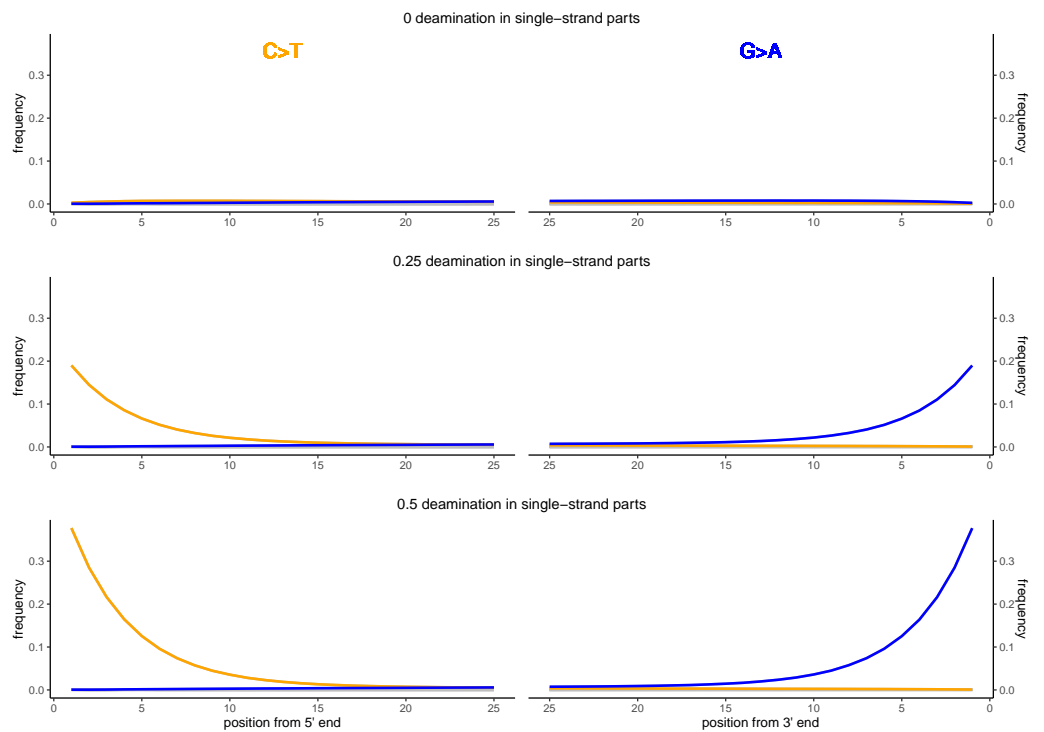 0 deamination in single−strand parts
C>T
G>A
frequency
0.3
0.2
0.1
0.0
0 5 10 15 20 25
25 20 15 10 5 0
0.3
0.2
0.1
0.0
frequency
0.25 deamination in single−strand parts
frequency
0.3
0.2
0.1
0.0
0 5 10 15 20 25
25 20 15 10 5 0
0.3
0.2
0.1
0.0
frequency
0.5 deamination in single−strand parts
frequency
0.3
0.2
0.1
0.0
0 5 10 15 20 25
position from 5' end
25 20 15 10 5 0
position from 3' end
0.3
0.2
0.1
0.0
frequency